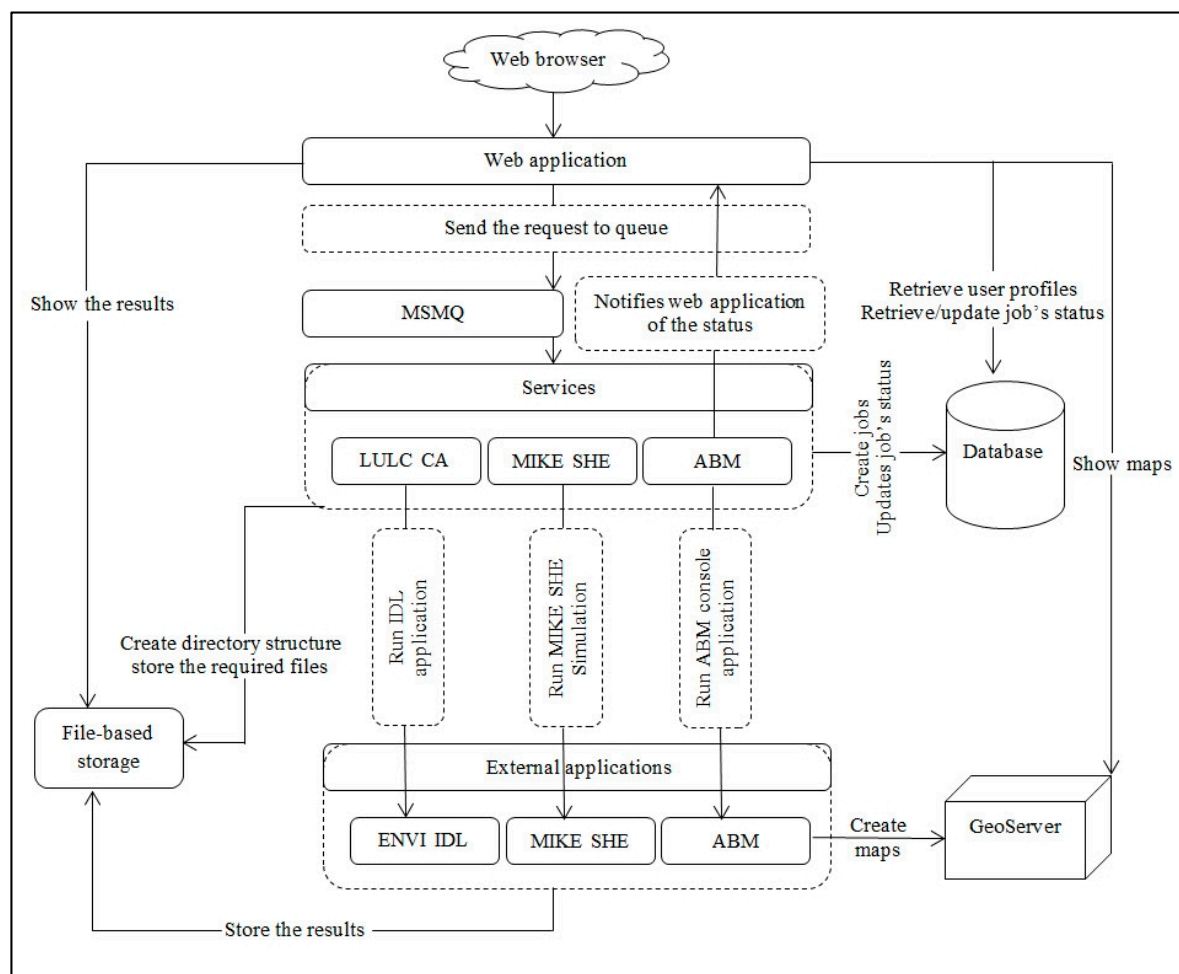 Web browser
Web application
Send the request to queue
Show the results
MSMQ
Notifies web application
of the status
Retrieve user profiles
Retrieve/update job's status
Services
LULC CA
MIKE SHE
ABM
Create jobs
Updates job's status
Database
Show maps
Run IDL
application
Run MIKE SHE
Simulation
Run ABM console
application
Create directory structure
store the required files
File-based
storage
External applications
ENVI IDL
MIKE SHE
ABM
Create
maps
GeoServer
Store the results